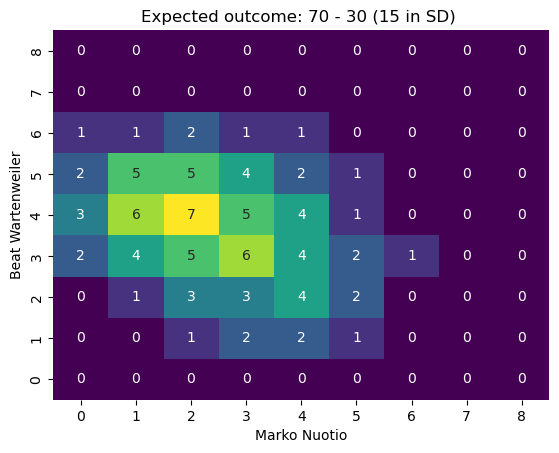 Expected outcome: 70 - 30 (15 in SD)
Beat Wartenweiler
8 0 0 0 0 0 0 0 0 0
7 0 0 0 0 0 0 0 0 0
6 1 1 2 1 1 0 0 0 0
5 2 5 5 4 2 1 0 0 0
4 3 6 7 5 4 1 0 0 0
3 2 4 5 6 4 2 1 0 0
2 0 1 3 3 4 2 0 0 0
1 0 0 1 2 2 1 0 0 0
0 0 0 0 0 0 0 0 0 0
0 1 2 3 4 5 6 7 8
Marko Nuotio